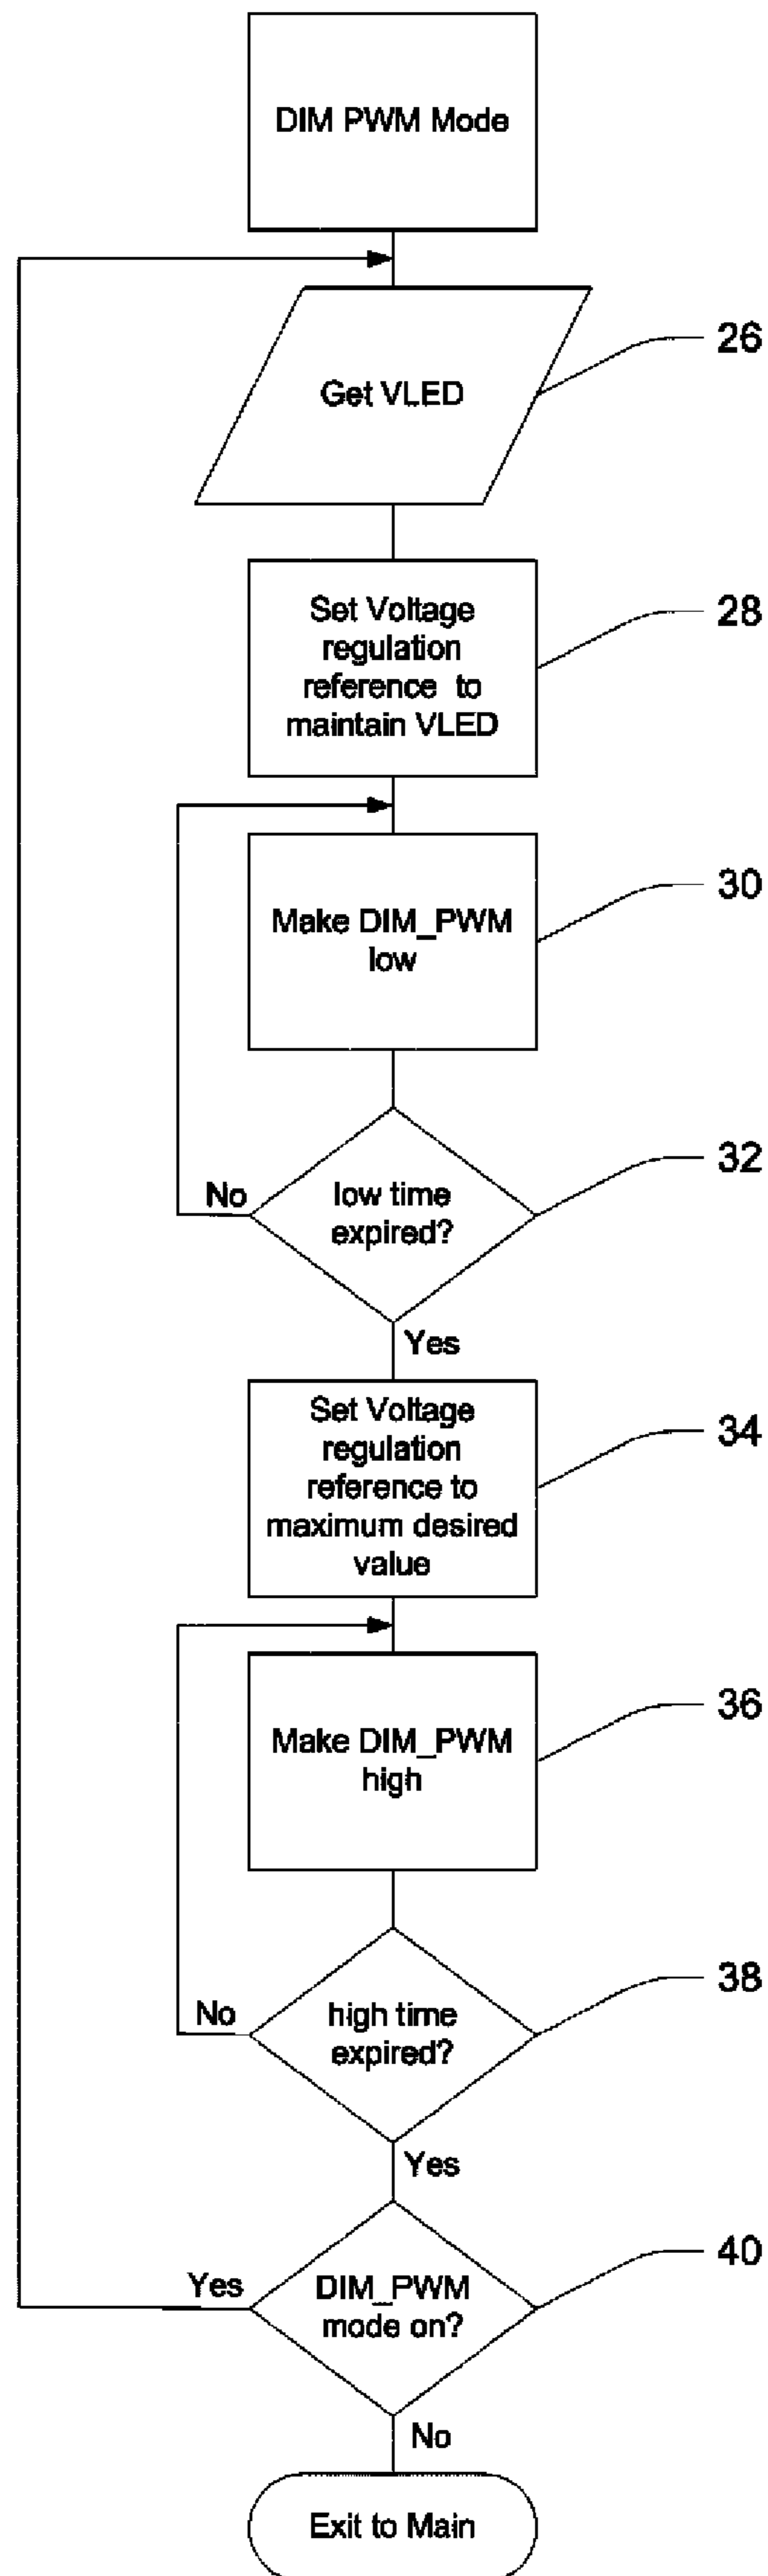 DIM PWM Mode
Get VLED
26
Set Voltage
regulation
reference to
maintain VLED
28
Make DIM_PWM
low
30
low time
expired?
32
No
Yes
Set Voltage
regulation
reference to
maximum desired
value
34
Make DIM_PWM
high
36
high time
expired?
38
No
Yes
DIM_PWM
mode on?
40
Yes
No
Exit to Main